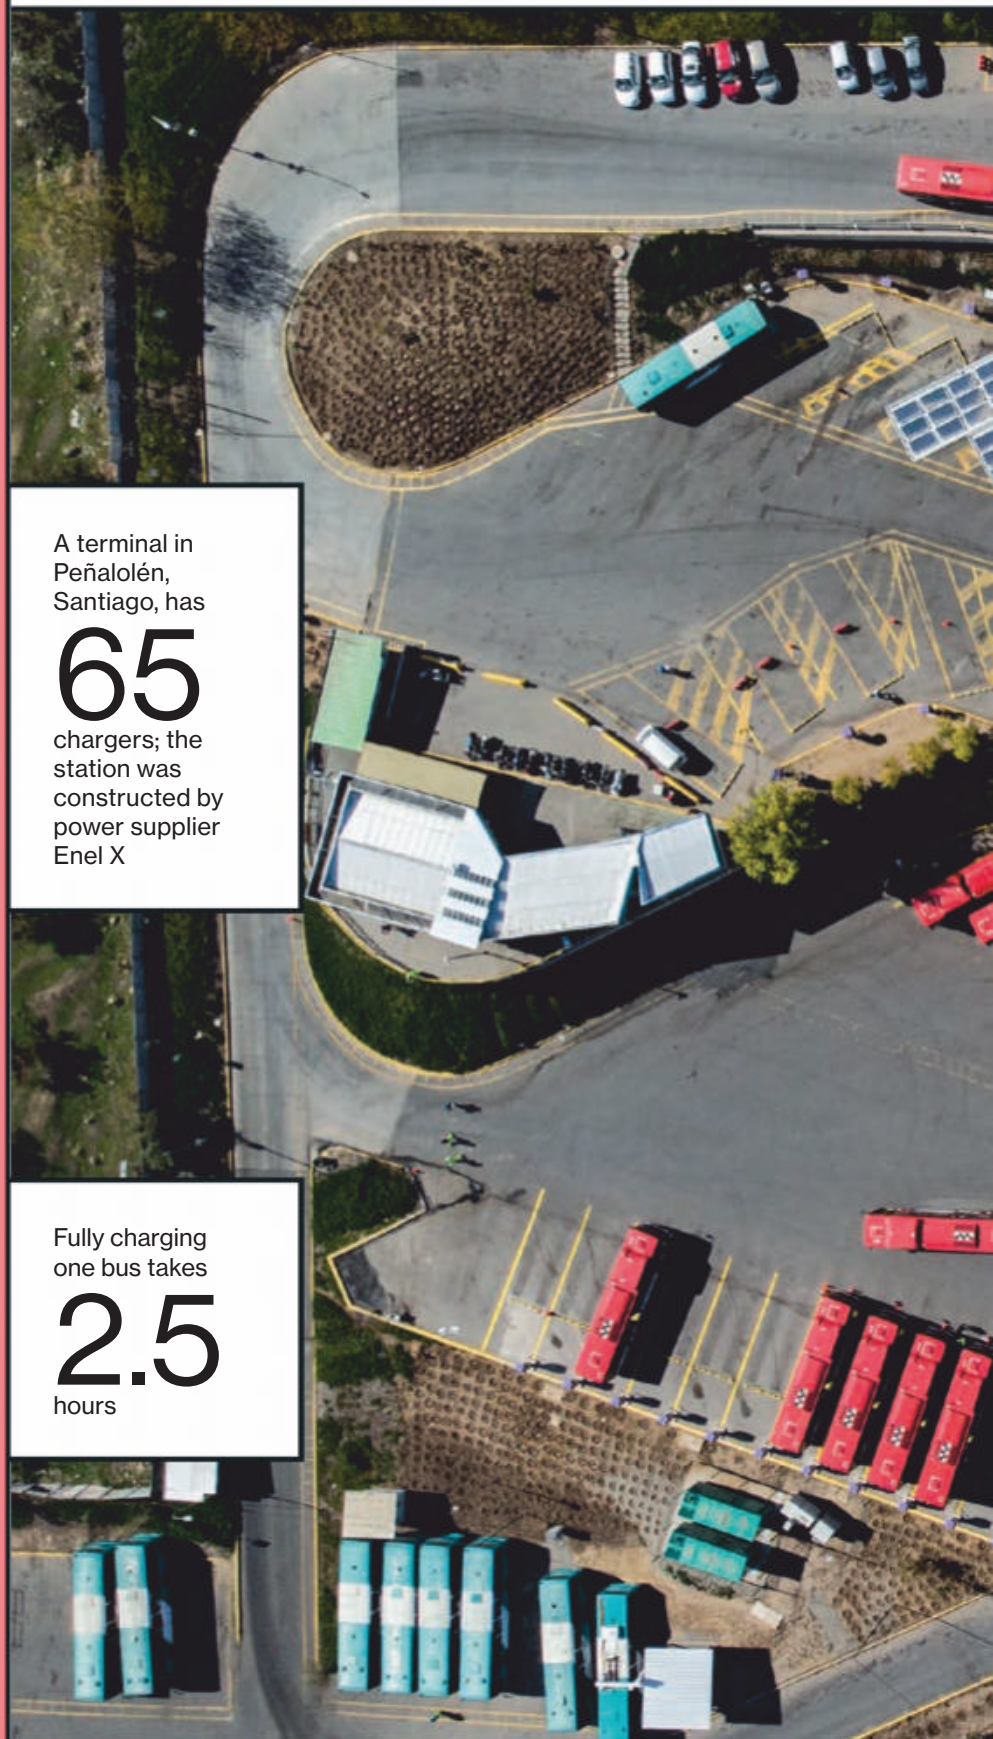 A terminal in
Peñalolén,
Santiago, has
65
chargers; the
station was
constructed by
power supplier
Enel X
Fully charging
one bus takes
2.5
hours